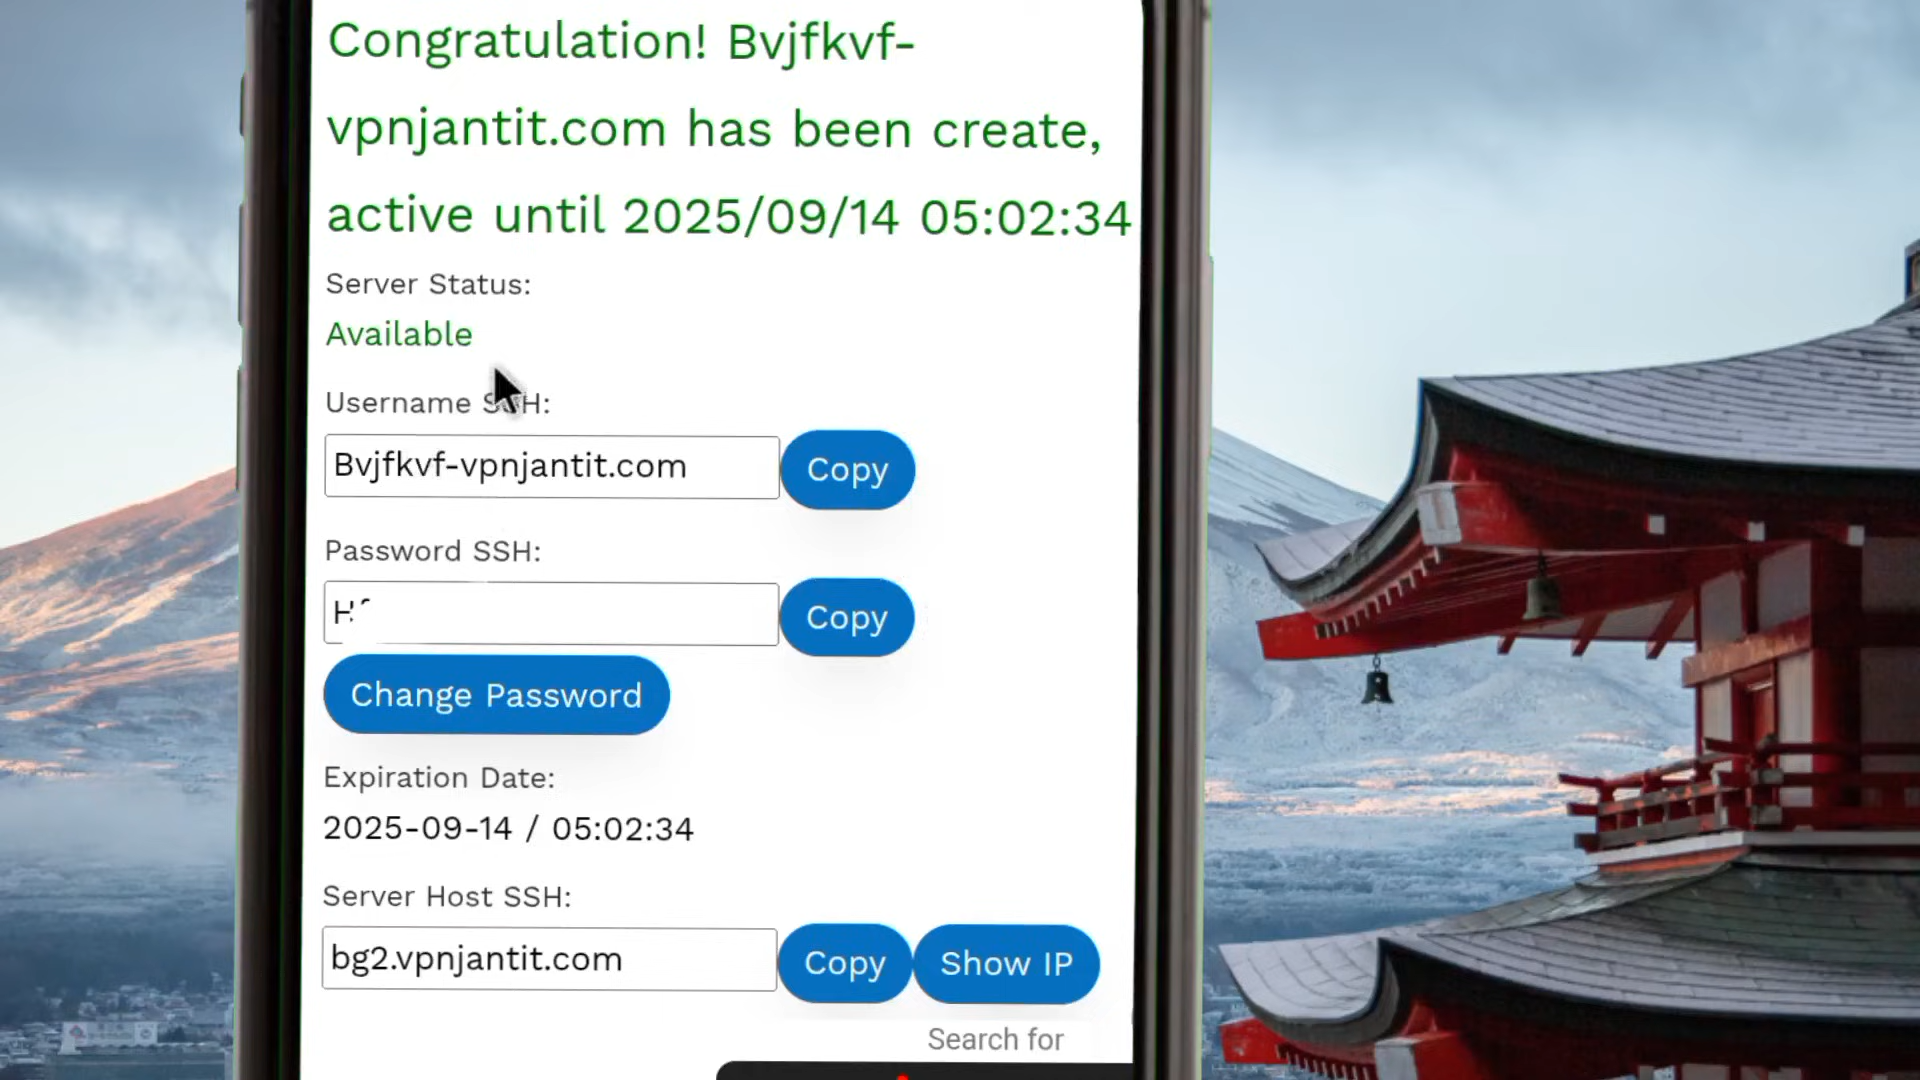 Congratulation! Bvjfkvf-
vpnjantit.com has been create,
active until 2025/09/14 05:02:34
Server Status:
Available
Username SSH:
Bvjfkvf-vpnjantit.com
Copy
Password SSH:
Copy
Change Password
Expiration Date:
2025-09-14 / 05:02:34
Server Host SSH:
bg2.vpnjantit.com
Copy
Show IP
Search for